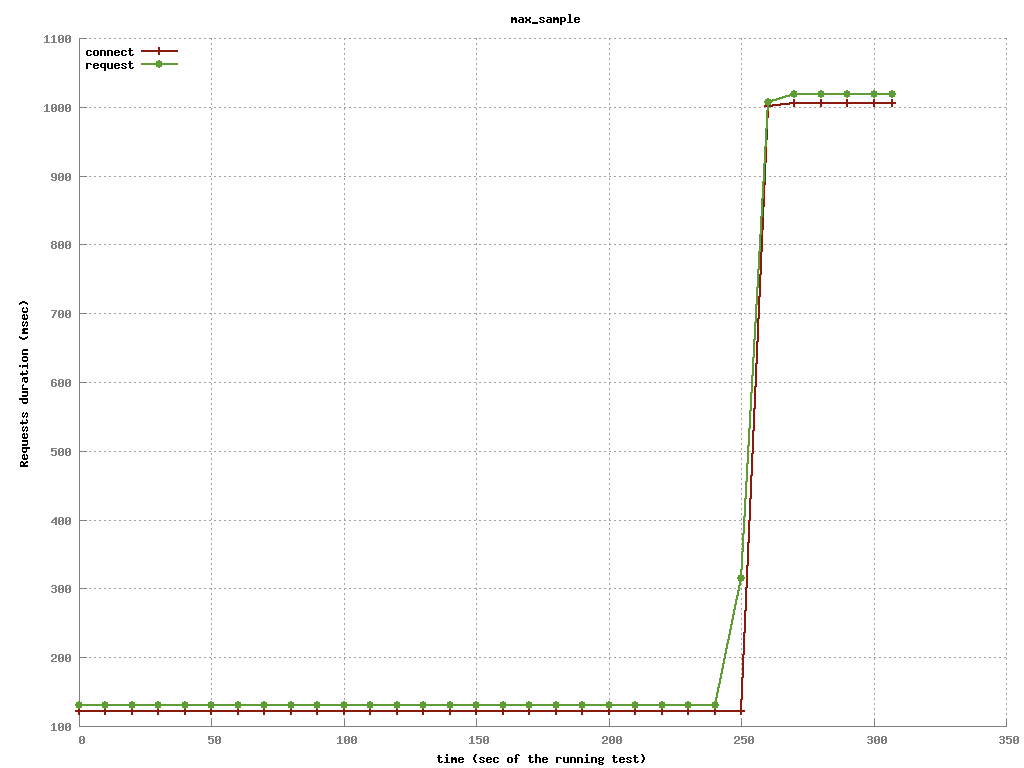 max_sample
connect
request
1100
1000
900
800
700
600
500
400
300
200
100
Requests duration (msec)
0 50 100 150 200 250 300 350
time (sec of the running test)